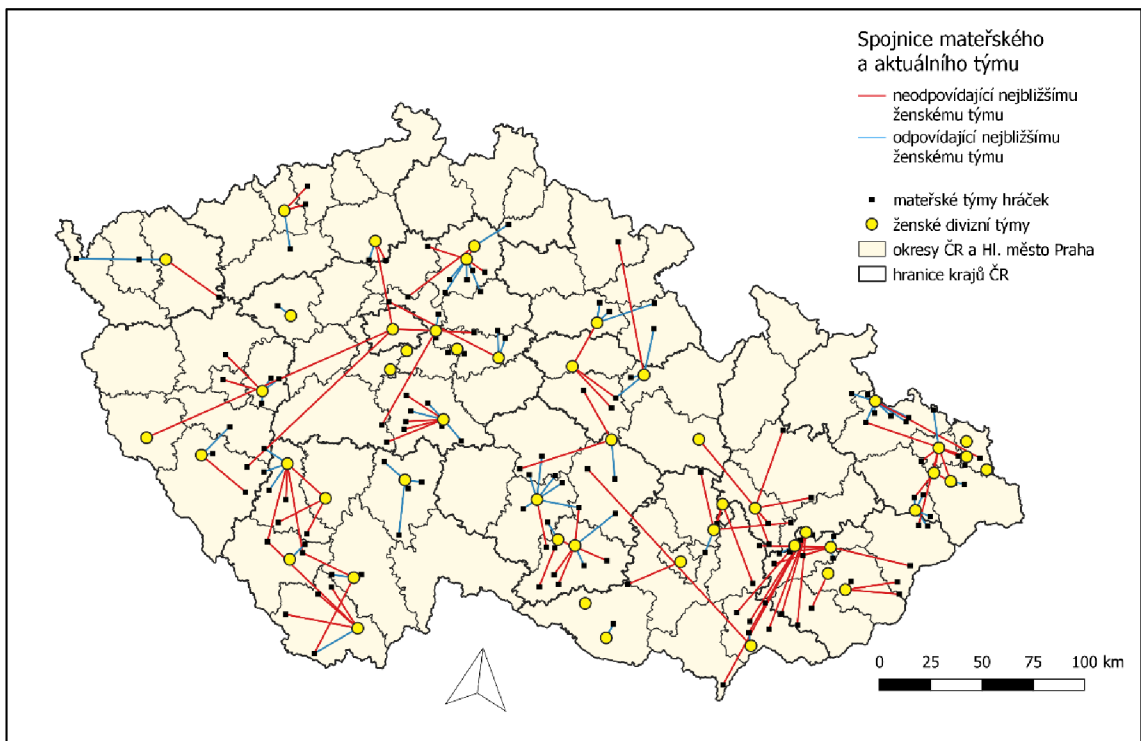 Spojnice mateřského
a aktuálního týmu
neodpovídající nejbližšímu
ženskému týmu
odpovídající nejbližšímu
ženskému týmu
mateřské týmy hráček
ženské divizní týmy
okresy ČR a Hl. město Praha
hranice krajů ČR
0 25 50 75 100 km